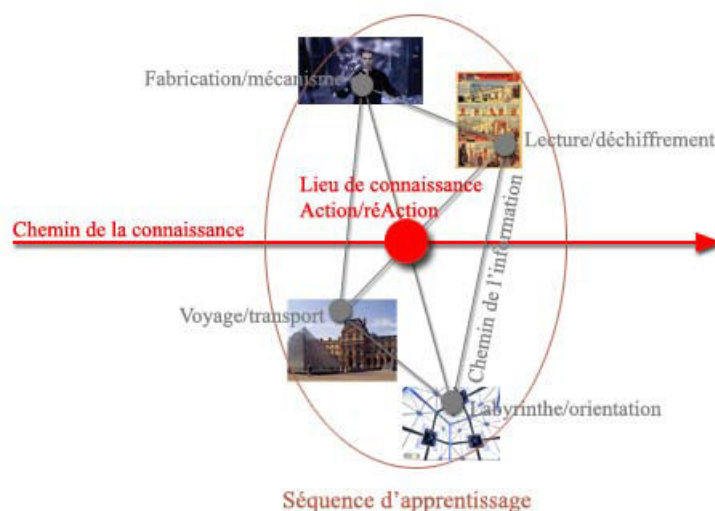 Fabrication/mécanisme
Lecture/déchiffrement
Lieu de connaissance
Action/réAction
Chemin de la connaissance
Chemin de l'information
Voyage/transport
Labyrinthe/orientation
Séquence d'apprentissage